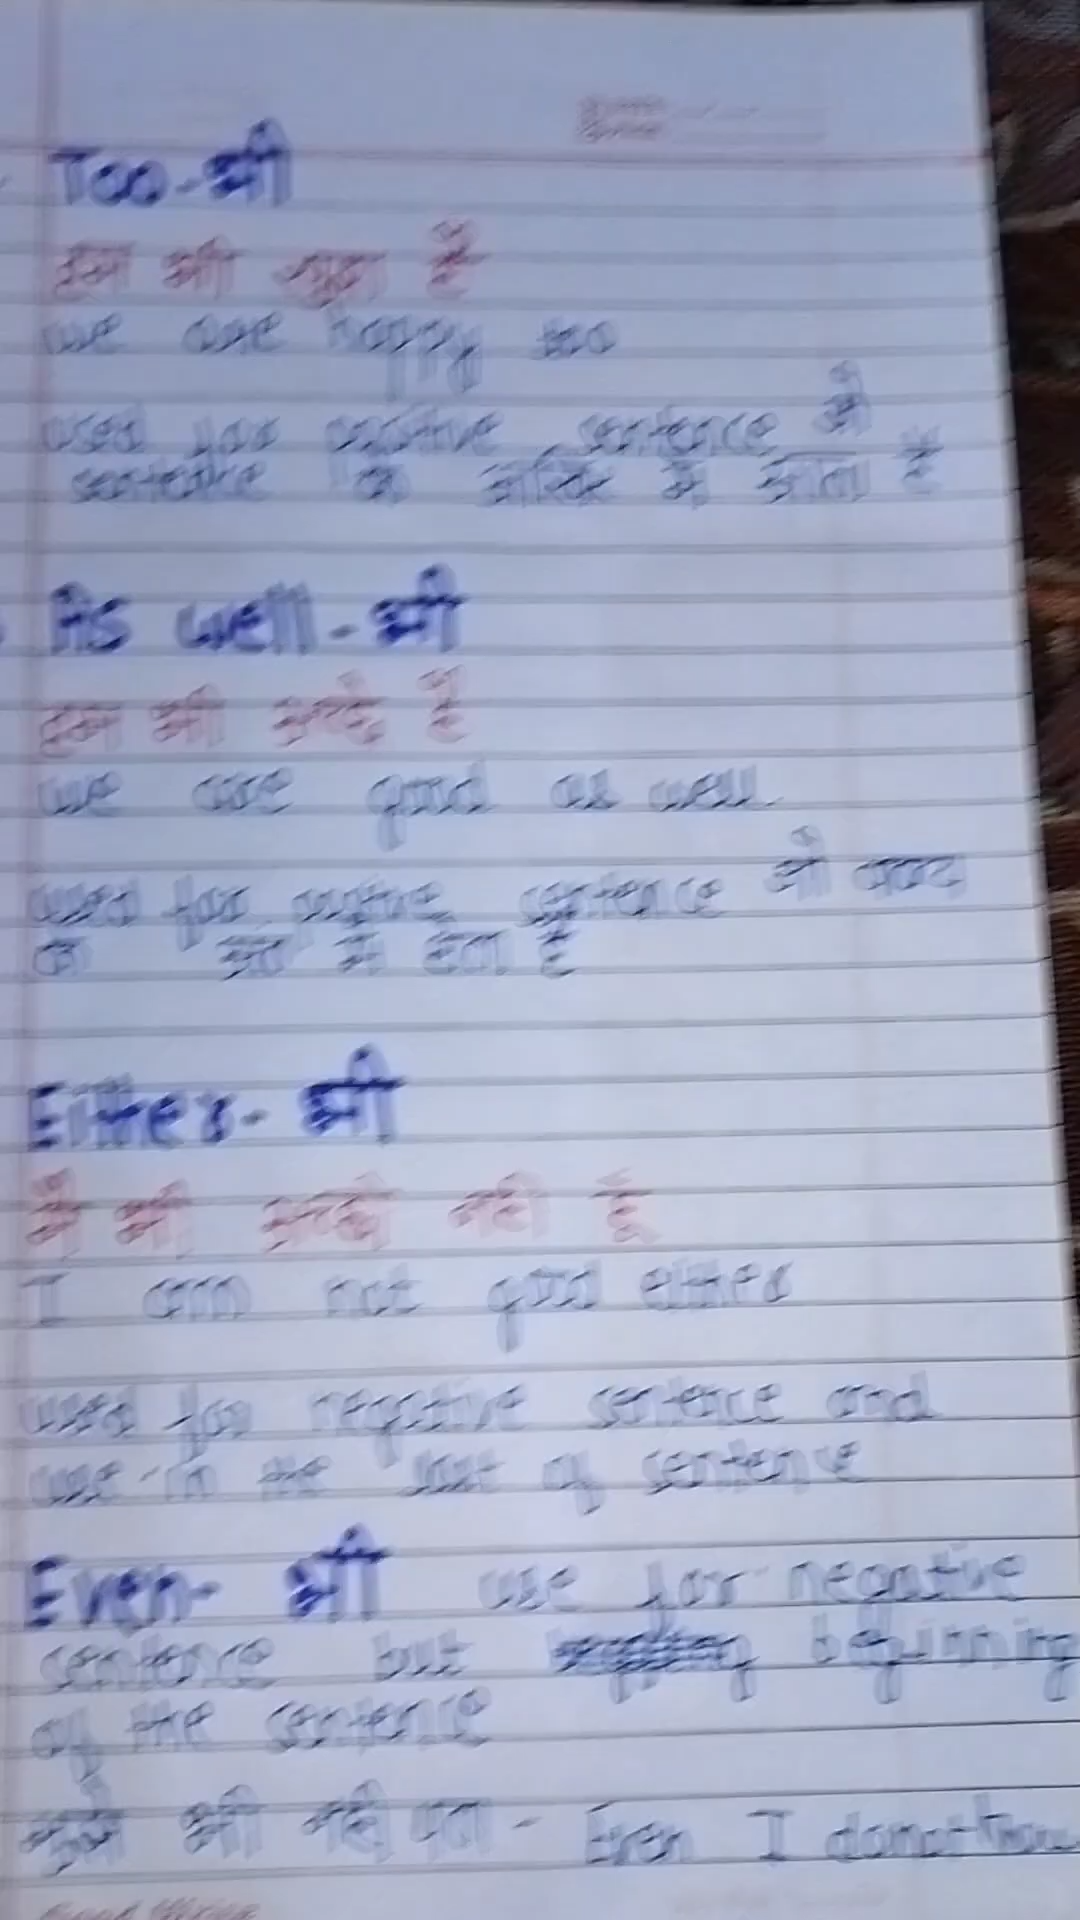 Too-भी
हम भी खुश हैं
we are happy too
used for positive sentence में
sentence के आखिर में आता है
As well-भी
हम भी अच्छे हैं
we are good as well.
used for positive sentence में वाक्य
के अंत में होता है
Either- भी
मैं भी अच्छी नही हूँ
I am not good either
used for negative sentence and
use in the last of sentence
Even- भी use for negative
sentence but beginning
of the sentence
मुझे भी नही पता - Even I donot know